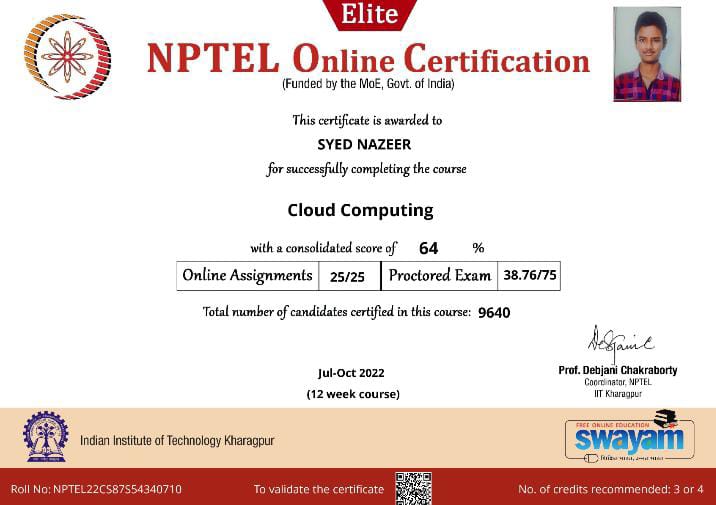 Elite
NPTEL Online Certification
(Funded by the MoE, Govt. of India)
This certificate is awarded to
SYED NAZEER
for successfully completing the course
Cloud Computing
with a consolidated score of 64 %
Online Assignments 25/25 Proctored Exam 38.76/75
Total number of candidates certified in this course: 9640
Jul-Oct 2022
(12 week course)
Prof. Debjani Chakraborty
Coordinator, NPTEL
IIT Kharagpur
Indian Institute of Technology Kharagpur
FREE ONLINE EDUCATION
swayam
Roll No: NPTEL22CS87S54340710
To validate the certificate
No. of credits recommended: 3 or 4